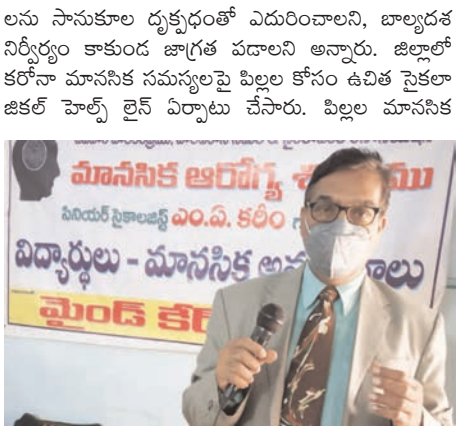 లను సానుకూల దృక్పధంతో ఎదురించాలని, బాల్యదశ
నిర్వీర్యం కాకుండ జాగ్రత పడాలని అన్నారు. జిల్లాలో
కరోనా మానసిక సమస్యలపై పిల్లల కోసం ఉచిత సైకలా
జికల్ హెల్ప్ లైన్ ఏర్పాటు చేసారు. పిల్లల మానసిక
మానసిక ఆరోగ్య
సీనియర్ సైకాలజిస్ట్ ఎం.ఏ. కరీం
విద్యార్థులు - మానసిక
మైండ్ కేర్